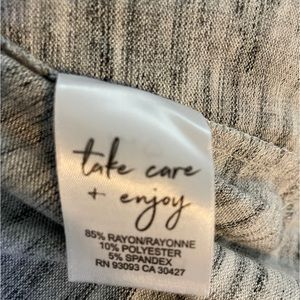 take care
+ enjoy
85% RAYON/RAYONNE
10% POLYESTER
5% SPANDEX
RN 93093 CA 30427